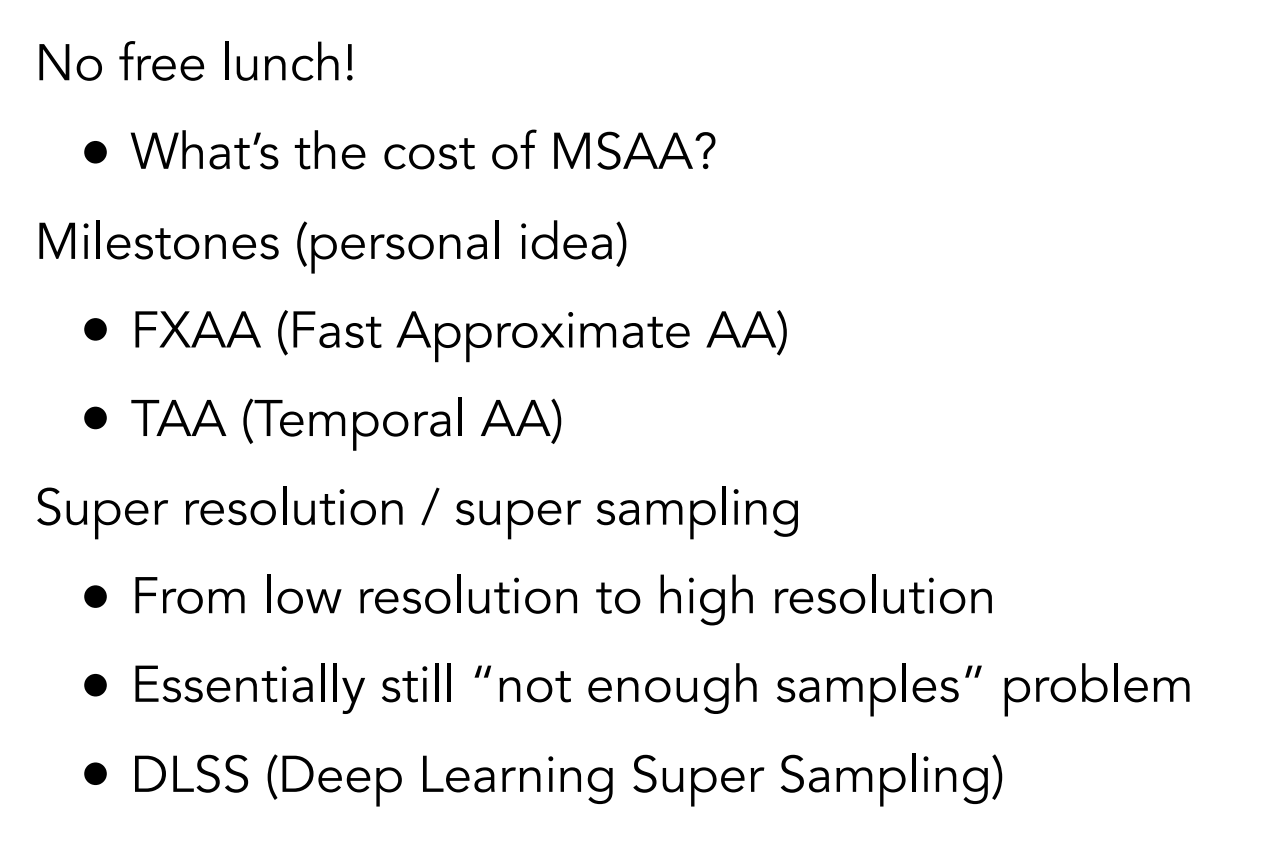 No free lunch!
• What’s the cost of MSAA?
Milestones (personal idea)
• FXAA (Fast Approximate AA)
• TAA (Temporal AA)
Super resolution / super sampling
• From low resolution to high resolution
• Essentially still “not enough samples” problem
• DLSS (Deep Learning Super Sampling)